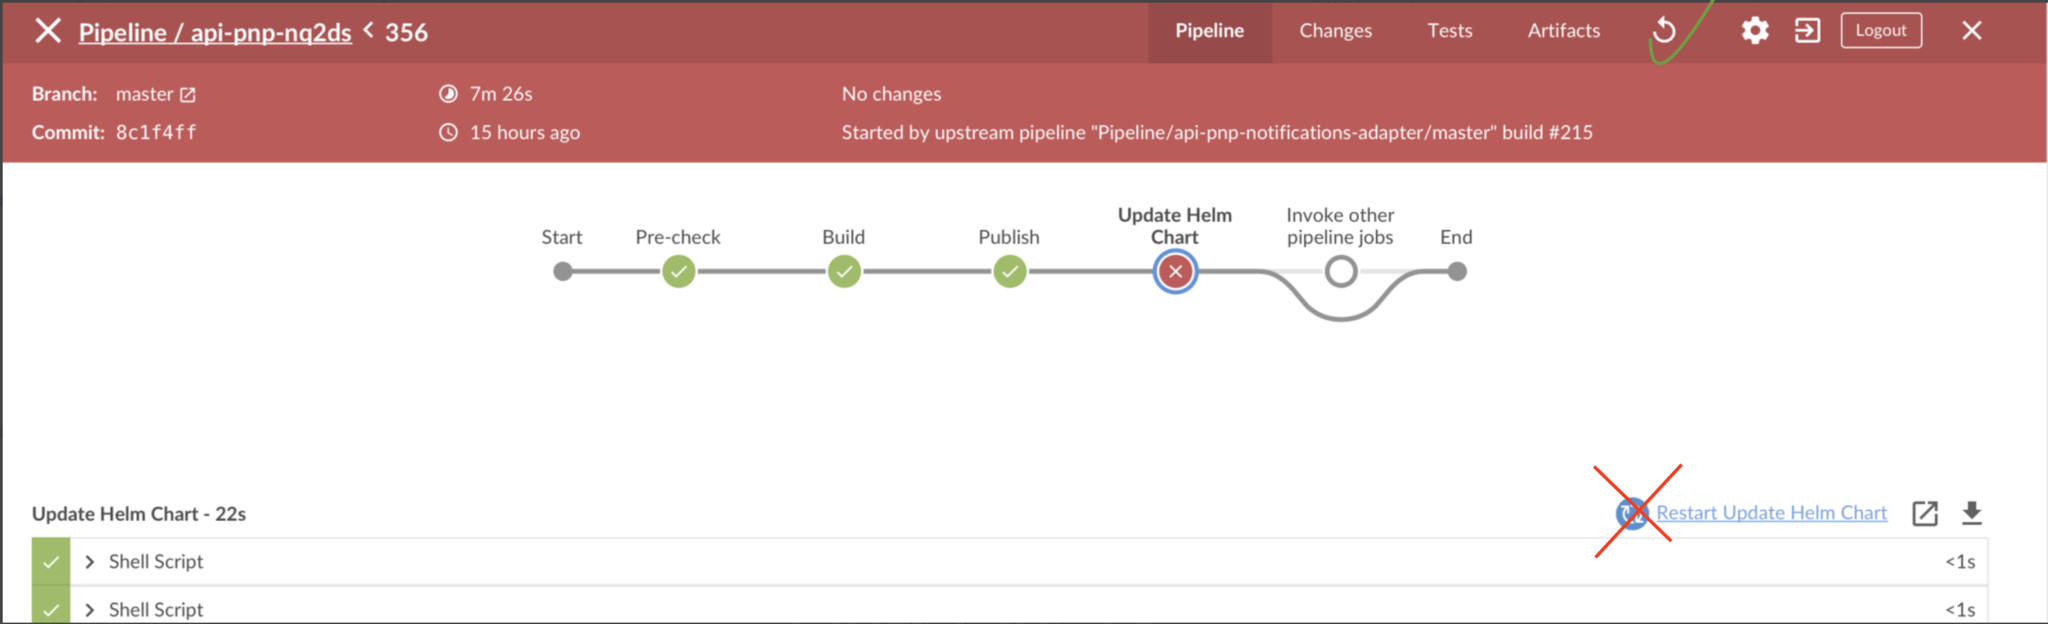 Pipeline / api-pnp-nq2ds < 356
Pipeline
Changes
Tests
Artifacts
Logout
Branch: master
7m 26s
No changes
Commit: 8c1f4ff
15 hours ago
Started by upstream pipeline "Pipeline/api-pnp-notifications-adapter/master" build #215
Start
Pre-check
Build
Publish
Update Helm
Chart
Invoke other
pipeline jobs
End
Update Helm Chart - 22s
Restart Update Helm Chart
Shell Script
<1s
Shell Script
<1s